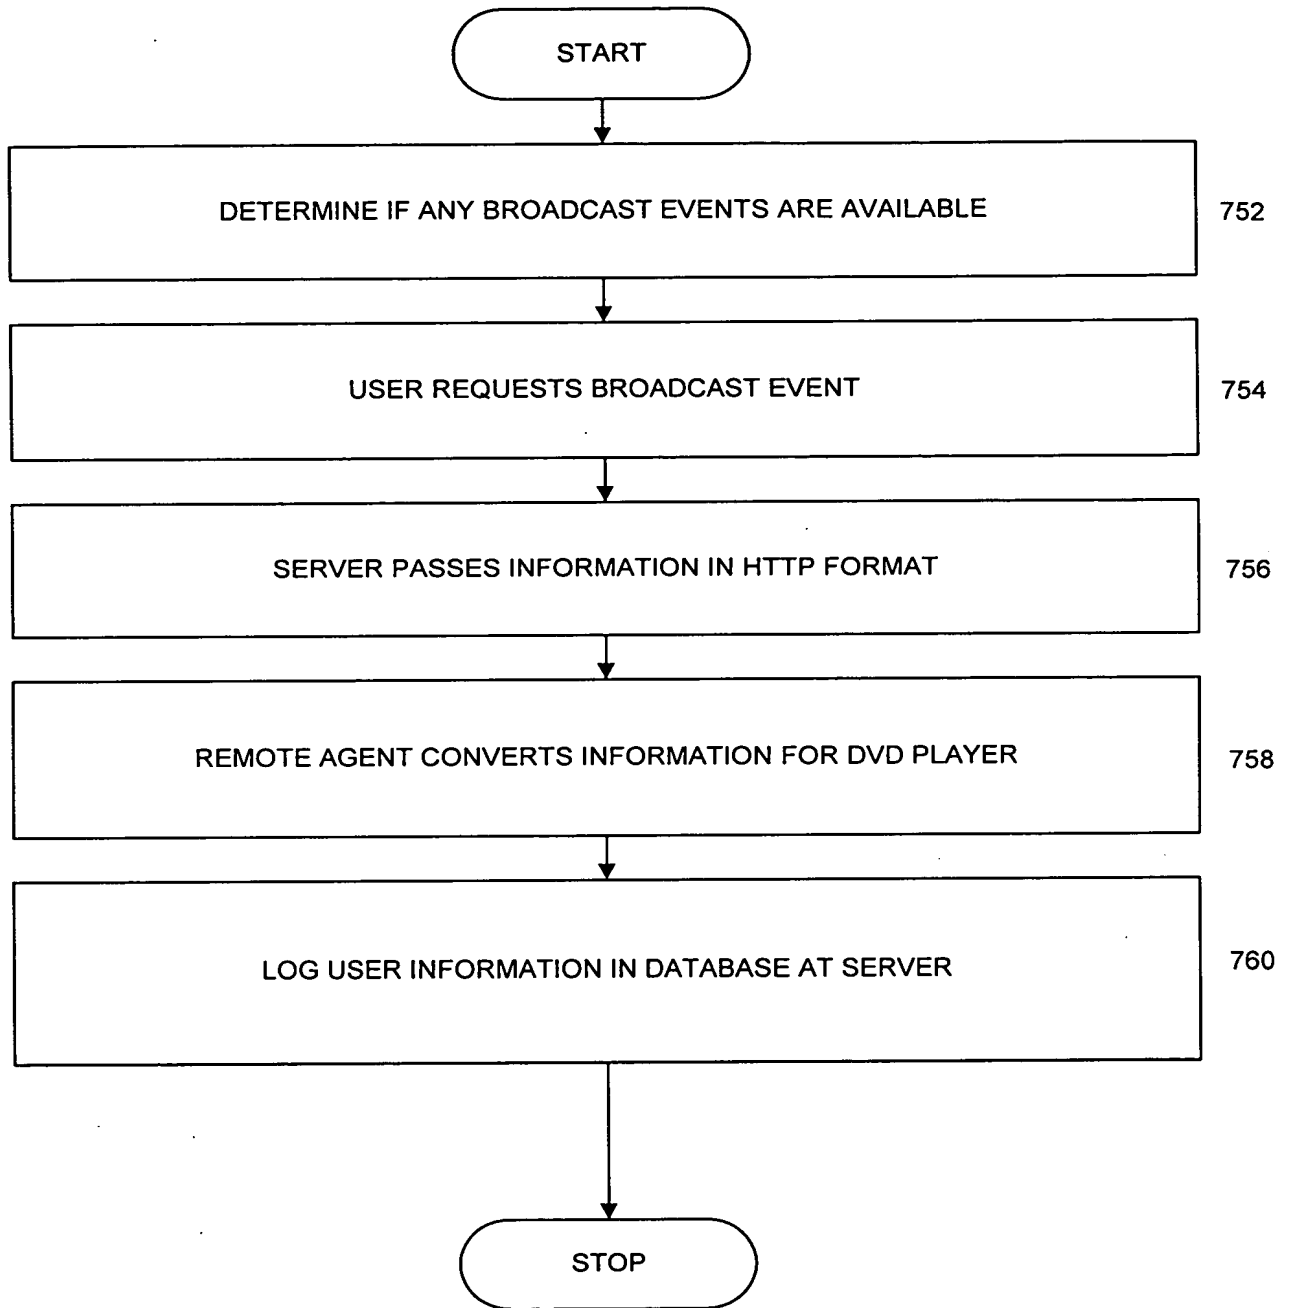 START
DETERMINE IF ANY BROADCAST EVENTS ARE AVAILABLE
752
USER REQUESTS BROADCAST EVENT
754
SERVER PASSES INFORMATION IN HTTP FORMAT
756
REMOTE AGENT CONVERTS INFORMATION FOR DVD PLAYER
758
LOG USER INFORMATION IN DATABASE AT SERVER
760
STOP